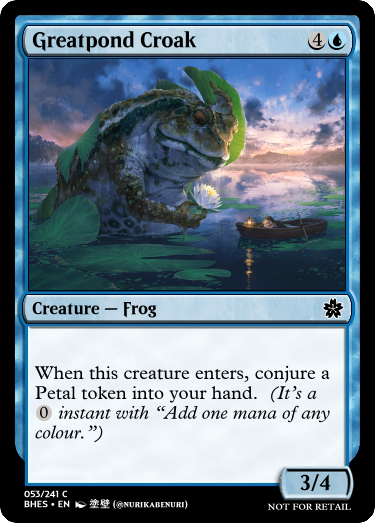 Greatpond Croak 4
Creature — Frog
When this creature enters, conjure a
Petal token into your hand. (It's a
0 instant with “Add one mana of any
colour.”)
3/4
053/241 C
BHES • EN 塗壁 (@NURIKABENURI)
NOT FOR RETAIL